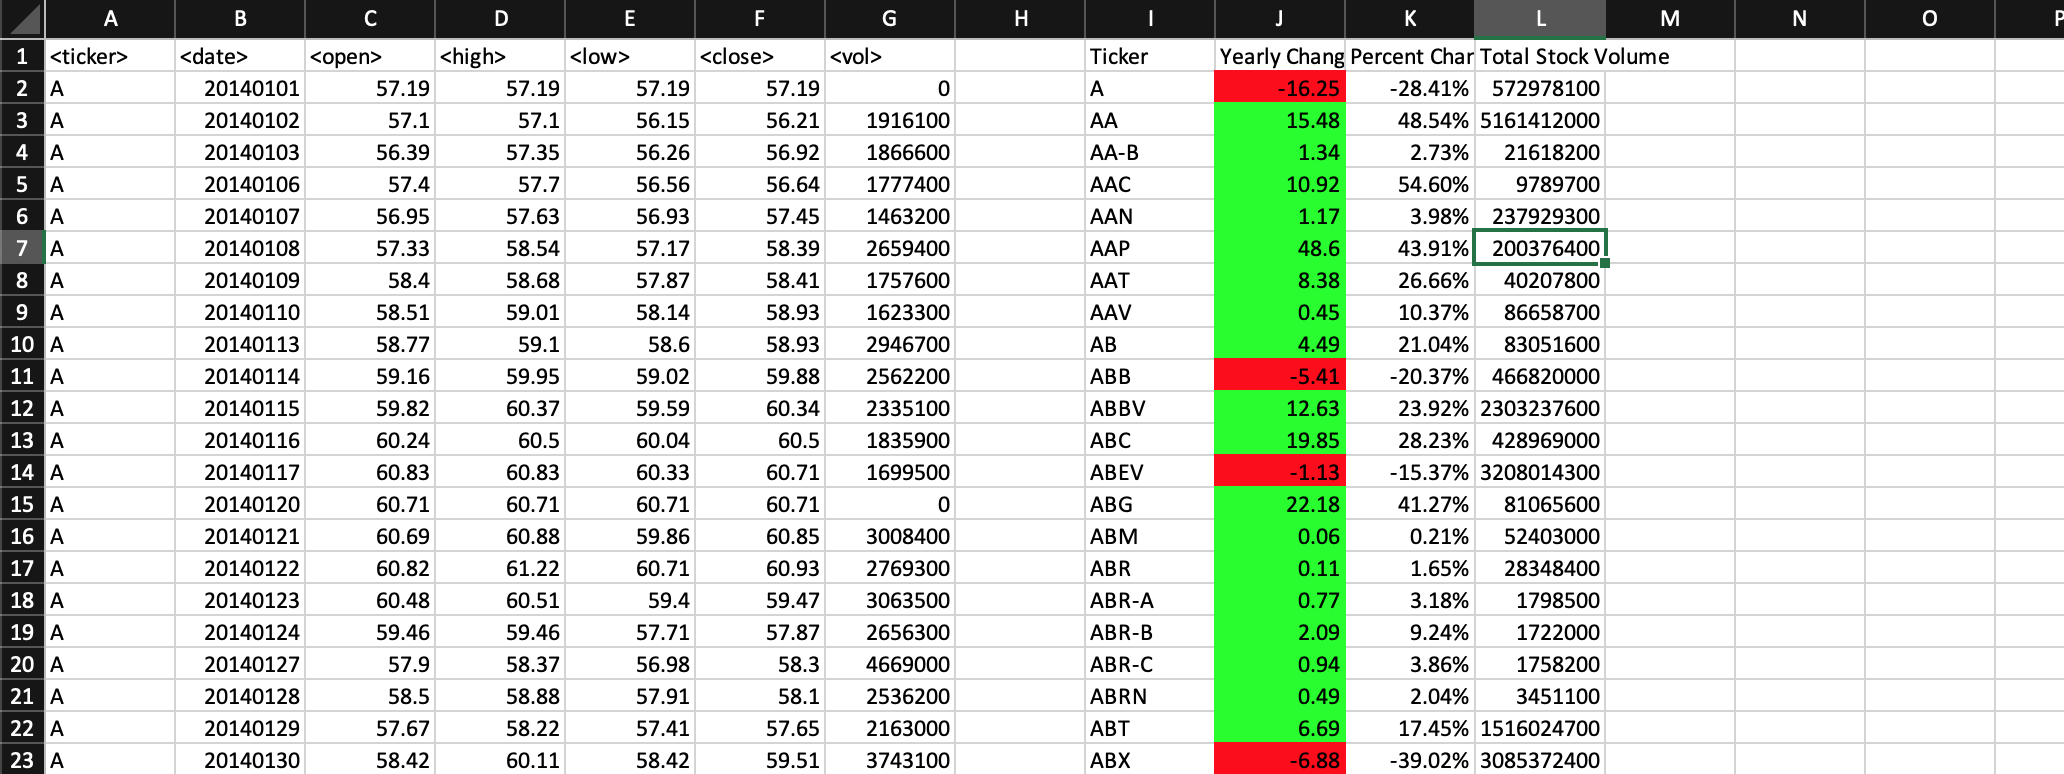 A B C D E F G H I J K L M N O P
1 <ticker> <date> <open> <high> <low> <close> <vol> Ticker Yearly Chang Percent Char Total Stock Volume
2 A 20140101 57.19 57.19 57.19 57.19 0 A -16.25 -28.41% 572978100
3 A 20140102 57.1 57.1 56.15 56.21 1916100 AA 15.48 48.54% 5161412000
4 A 20140103 56.39 57.35 56.26 56.92 1866600 AA-B 1.34 2.73% 21618200
5 A 20140106 57.4 57.7 56.56 56.64 1777400 AAC 10.92 54.60% 9789700
6 A 20140107 56.95 57.63 56.93 57.45 1463200 AAN 1.17 3.98% 237929300
7 A 20140108 57.33 58.54 57.17 58.39 2659400 AAP 48.6 43.91% 200376400
8 A 20140109 58.4 58.68 57.87 58.41 1757600 AAT 8.38 26.66% 40207800
9 A 20140110 58.51 59.01 58.14 58.93 1623300 AAV 0.45 10.37% 86658700
10 A 20140113 58.77 59.1 58.6 58.93 2946700 AB 4.49 21.04% 83051600
11 A 20140114 59.16 59.95 59.02 59.88 2562200 ABB -5.41 -20.37% 466820000
12 A 20140115 59.82 60.37 59.59 60.34 2335100 ABBV 12.63 23.92% 2303237600
13 A 20140116 60.24 60.5 60.04 60.5 1835900 ABC 19.85 28.23% 428969000
14 A 20140117 60.83 60.83 60.33 60.71 1699500 ABEV -1.13 -15.37% 3208014300
15 A 20140120 60.71 60.71 60.71 60.71 0 ABG 22.18 41.27% 81065600
16 A 20140121 60.69 60.88 59.86 60.85 3008400 ABM 0.06 0.21% 52403000
17 A 20140122 60.82 61.22 60.71 60.93 2769300 ABR 0.11 1.65% 28348400
18 A 20140123 60.48 60.51 59.4 59.47 3063500 ABR-A 0.77 3.18% 1798500
19 A 20140124 59.46 59.46 57.71 57.87 2656300 ABR-B 2.09 9.24% 1722000
20 A 20140127 57.9 58.37 56.98 58.3 4669000 ABR-C 0.94 3.86% 1758200
21 A 20140128 58.5 58.88 57.91 58.1 2536200 ABRN 0.49 2.04% 3451100
22 A 20140129 57.67 58.22 57.41 57.65 2163000 ABT 6.69 17.45% 1516024700
23 A 20140130 58.42 60.11 58.42 59.51 3743100 ABX -6.88 -39.02% 3085372400